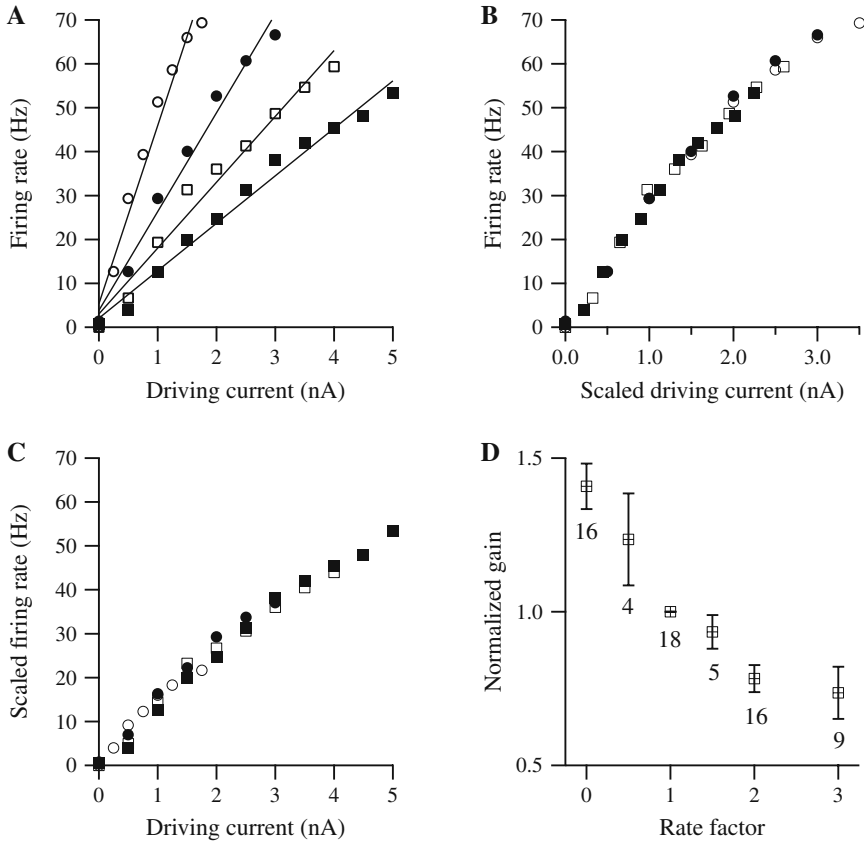 A
70
60
50
40
30
20
10
0
Firing rate (Hz)
0 1 2 3 4 5
Driving current (nA)
B
70
60
50
40
30
20
10
0
Firing rate (Hz)
0.0 1.0 2.0 3.0
Scaled driving current (nA)
C
70
60
50
40
30
20
10
0
Scaled firing rate (Hz)
0 1 2 3 4 5
Driving current (nA)
D
1.5
1.0
0.5
Normalized gain
16
4
18
5
16
9
0 1 2 3
Rate factor